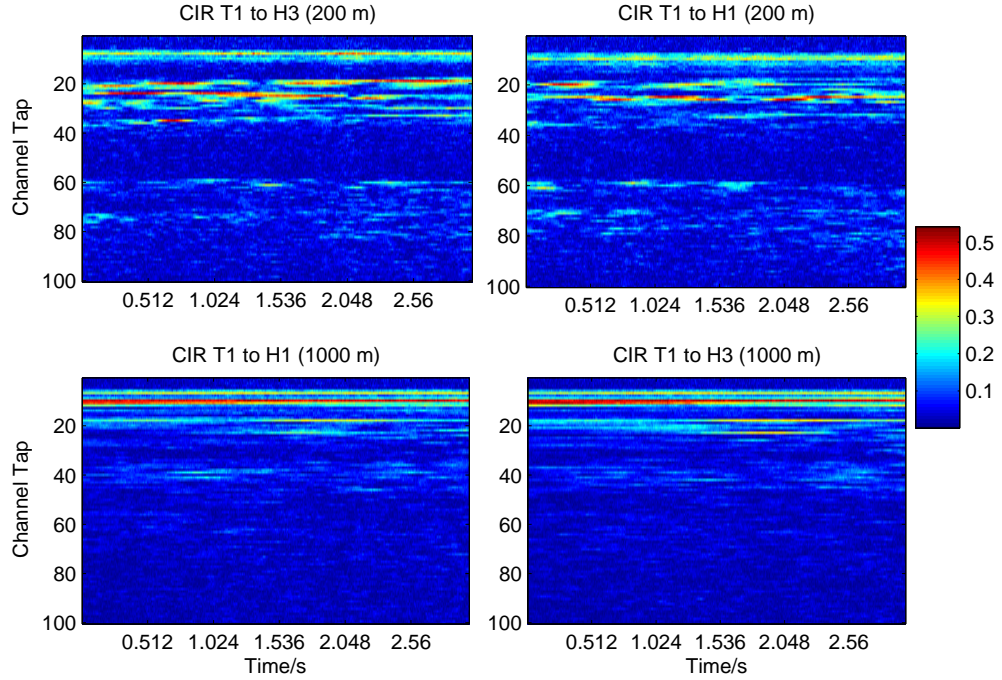 CIR T1 to H3 (200 m)
Channel Tap
20
40
60
80
100
0.512 1.024 1.536 2.048 2.56
CIR T1 to H1 (200 m)
20
40
60
80
100
0.512 1.024 1.536 2.048 2.56
0.5
0.4
0.3
0.2
0.1
CIR T1 to H1 (1000 m)
Channel Tap
20
40
60
80
100
0.512 1.024 1.536 2.048 2.56
Time/s
CIR T1 to H3 (1000 m)
20
40
60
80
100
0.512 1.024 1.536 2.048 2.56
Time/s